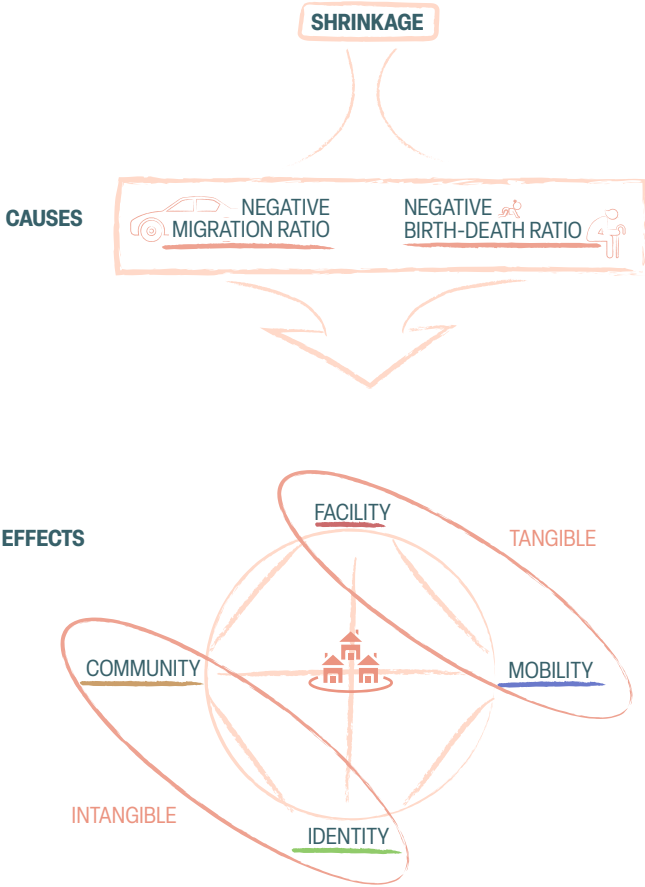 SHRINKAGE
CAUSES
NEGATIVE
MIGRATION RATIO
NEGATIVE
BIRTH-DEATH RATIO
EFFECTS
FACILITY
TANGIBLE
COMMUNITY
MOBILITY
INTANGIBLE
IDENTITY